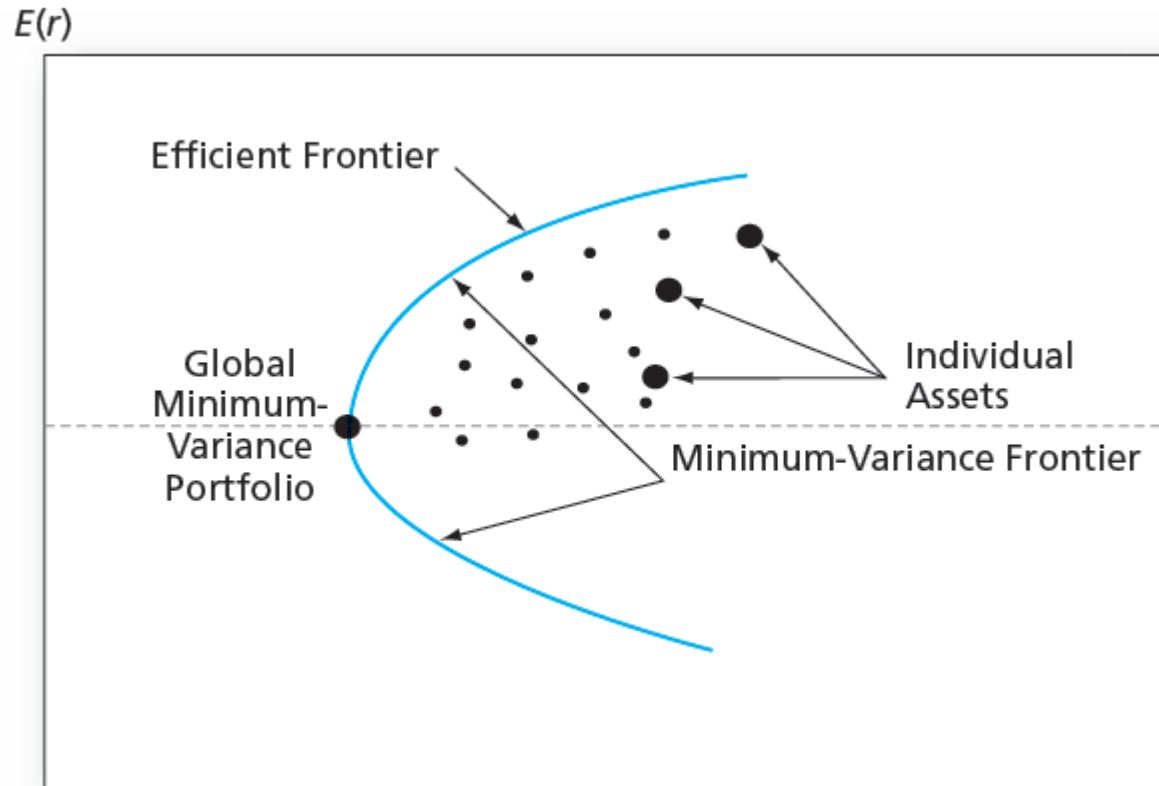 E(r)
Efficient Frontier
Global
Minimum-
Variance
Portfolio
Individual
Assets
Minimum-Variance Frontier